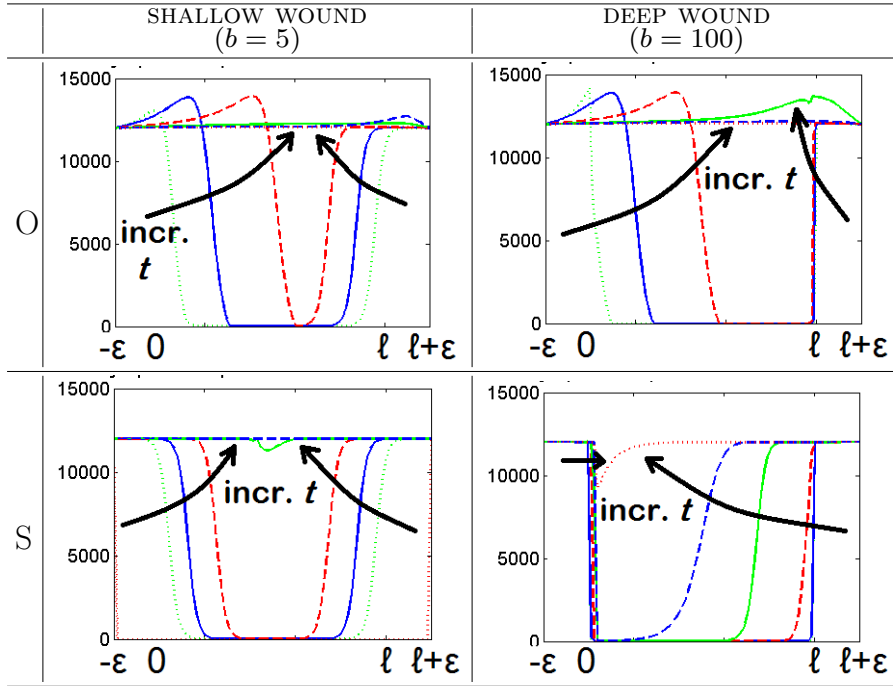 SHALLOW WOUND
(b = 5)
DEEP WOUND
(b = 100)
O
15000
10000
5000
0
incr.
t
-ε 0 ℓ ℓ+ε
15000
10000
5000
0
incr. t
-ε 0 ℓ ℓ+ε
S
15000
10000
5000
0
incr. t
-ε 0 ℓ ℓ+ε
15000
10000
5000
0
incr. t
-ε 0 ℓ ℓ+ε